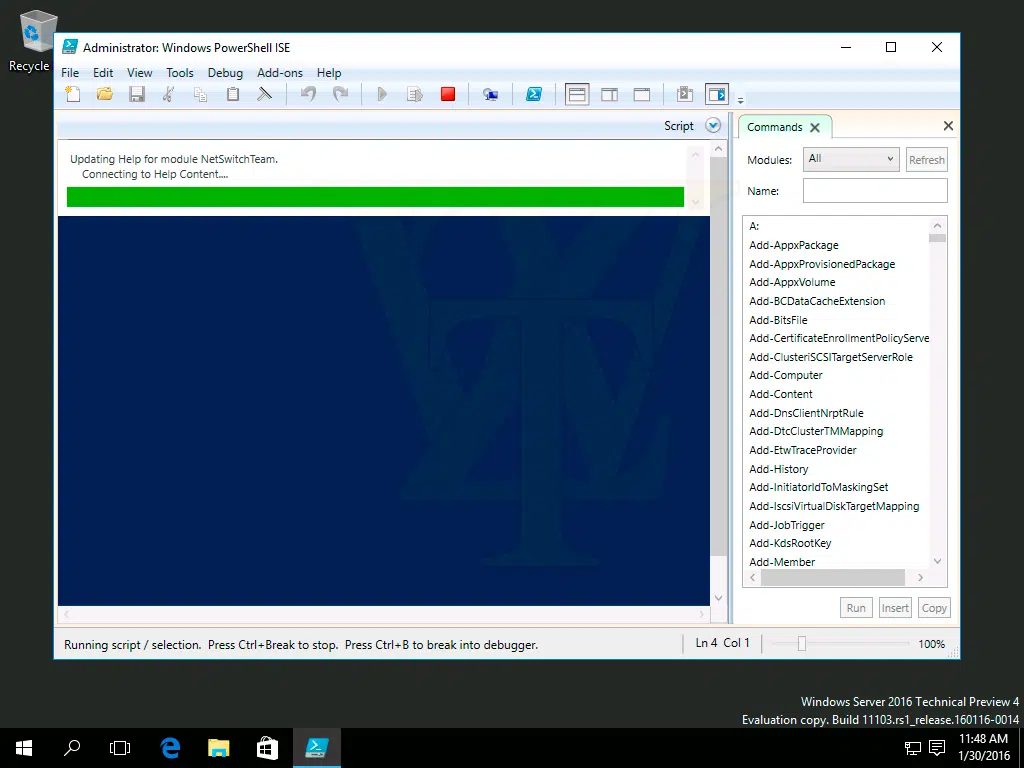 Recycle
Administrator: Windows PowerShell ISE
File Edit View Tools Debug Add-ons Help
Script
Commands
Updating Help for module NetSwitchTeam.
Connecting to Help Content....
Modules: All Refresh
Name:
A:
Add-AppxPackage
Add-AppxProvisionedPackage
Add-AppxVolume
Add-BCDataCacheExtension
Add-BitsFile
Add-CertificateEnrollmentPolicyServe
Add-ClusteriSCSITargetServerRole
Add-Computer
Add-Content
Add-DnsClientNrptRule
Add-DtcClusterTMMapping
Add-EtwTraceProvider
Add-History
Add-InitiatorIdToMaskingSet
Add-IscsiVirtualDiskTargetMapping
Add-JobTrigger
Add-KdsRootKey
Add-Member
Run Insert Copy
Running script / selection. Press Ctrl+Break to stop. Press Ctrl+B to break into debugger.
Ln 4 Col 1
100%
Windows Server 2016 Technical Preview 4
Evaluation copy. Build 11103.rs1_release.160116-0014
11:48 AM
1/30/2016